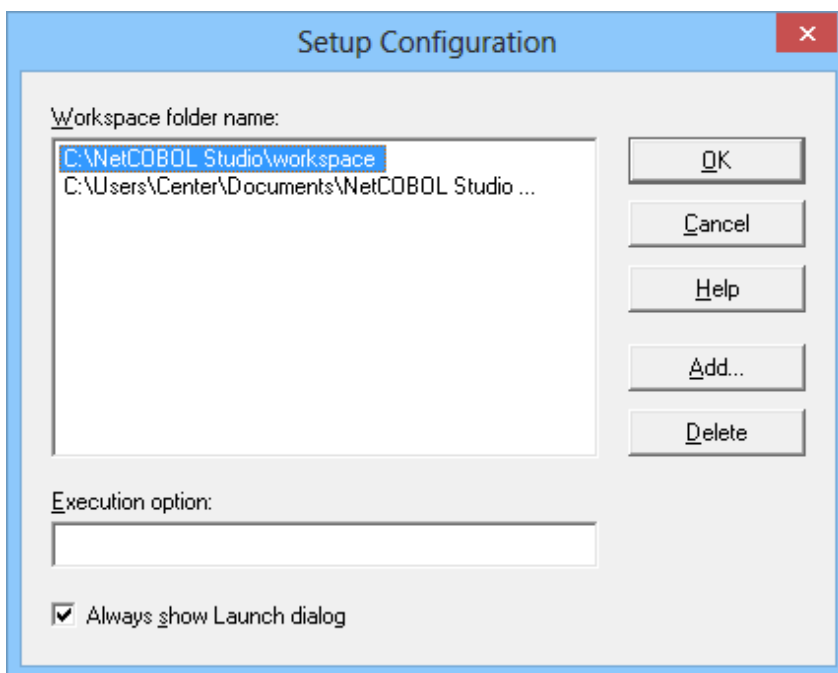 Setup Configuration
Workspace folder name:
C:\NetCOBOL Studio\workspace
C:\Users\Center\Documents\NetCOBOL Studio ...
OK
Cancel
Help
Add...
Delete
Execution option:
Always show Launch dialog